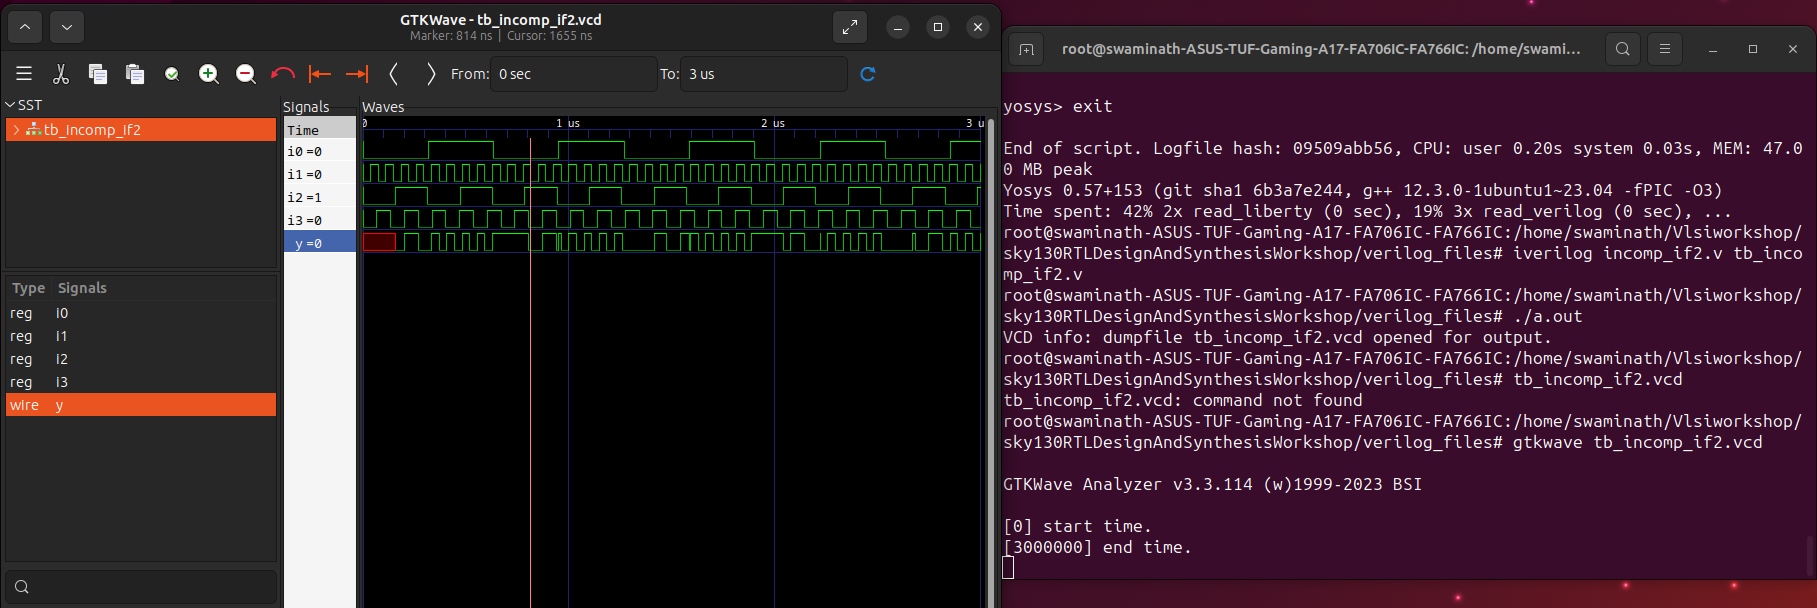 GTKWave - tb_incomp_if2.vcd
Marker: 814 ns | Cursor: 1655 ns
From: 0 sec To: 3 us
SST
tb_incomp_if2
Type Signals
reg i0
reg i1
reg i2
reg i3
wire y
Signals
Time
i0 =0
i1 =0
i2 =1
i3 =0
y =0
Waves
0 1 us 2 us 3 u
root@swaminath-ASUS-TUF-Gaming-A17-FA706IC-FA766IC: /home/swami...
yosys> exit
End of script. Logfile hash: 09509abb56, CPU: user 0.20s system 0.03s, MEM: 47.0
0 MB peak
Yosys 0.57+153 (git sha1 6b3a7e244, g++ 12.3.0-1ubuntu1~23.04 -fPIC -O3)
Time spent: 42% 2x read_liberty (0 sec), 19% 3x read_verilog (0 sec), ...
root@swaminath-ASUS-TUF-Gaming-A17-FA706IC-FA766IC:/home/swaminath/Vlsiworkshop/
sky130RTLDesignAndSynthesisWorkshop/verilog_files# iverilog incomp_if2.v tb_inco
mp_if2.v
root@swaminath-ASUS-TUF-Gaming-A17-FA706IC-FA766IC:/home/swaminath/Vlsiworkshop/
sky130RTLDesignAndSynthesisWorkshop/verilog_files# ./a.out
VCD info: dumpfile tb_incomp_if2.vcd opened for output.
root@swaminath-ASUS-TUF-Gaming-A17-FA706IC-FA766IC:/home/swaminath/Vlsiworkshop/
sky130RTLDesignAndSynthesisWorkshop/verilog_files# tb_incomp_if2.vcd
tb_incomp_if2.vcd: command not found
root@swaminath-ASUS-TUF-Gaming-A17-FA706IC-FA766IC:/home/swaminath/Vlsiworkshop/
sky130RTLDesignAndSynthesisWorkshop/verilog_files# gtkwave tb_incomp_if2.vcd
GTKWave Analyzer v3.3.114 (w)1999-2023 BSI
[0] start time.
[3000000] end time.